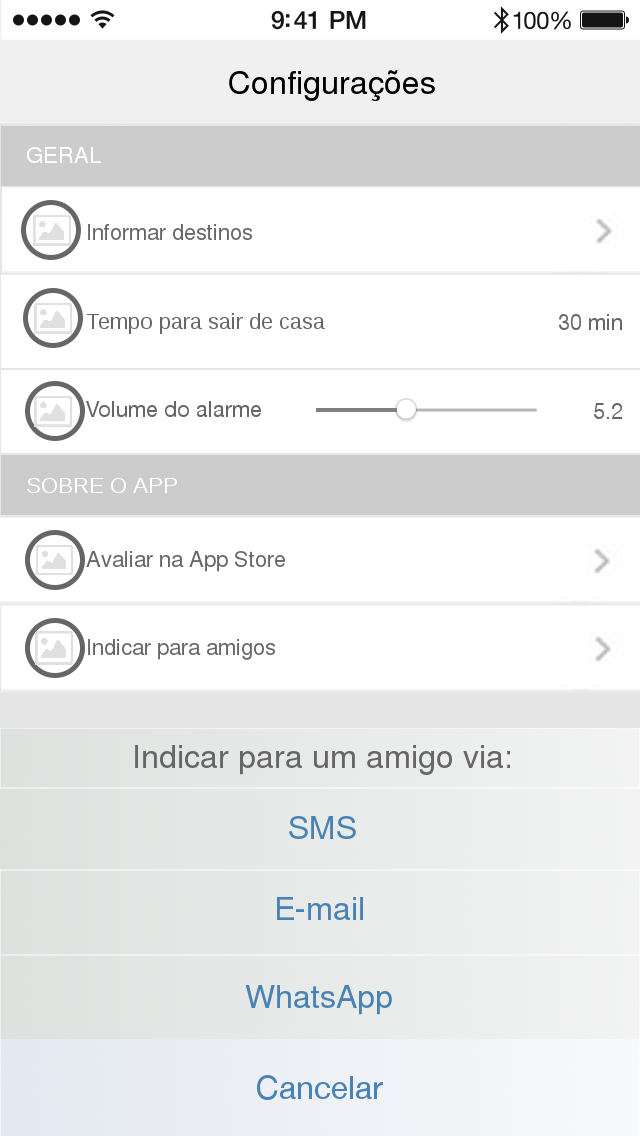 9:41 PM 100%
Configurações
GERAL
Informar destinos
Tempo para sair de casa 30 min
Volume do alarme 5.2
SOBRE O APP
Avaliar na App Store
Indicar para amigos
Indicar para um amigo via:
SMS
E-mail
WhatsApp
Cancelar